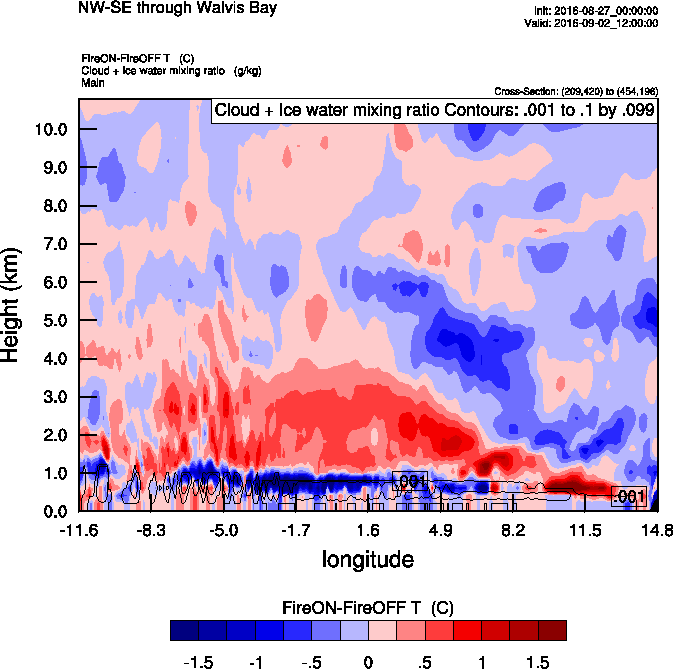 NW-SE through Walvis Bay
Init: 2016-08-27_00:00:00
Valid: 2016-09-02_12:00:00
FireON-FireOFF T (C)
Cloud + Ice water mixing ratio (g/kg)
Main
Cross-Section: (209,420) to (454,196)
Cloud + Ice water mixing ratio Contours: .001 to .1 by .099
10.0
9.0
8.0
7.0
6.0
5.0
4.0
3.0
2.0
1.0
0.0
Height (km)
.001
.001
-11.6 -8.3 -5.0 -1.7 1.6 4.9 8.2 11.5 14.8
longitude
FireON-FireOFF T (C)
-1.5 -1 -.5 0 .5 1 1.5